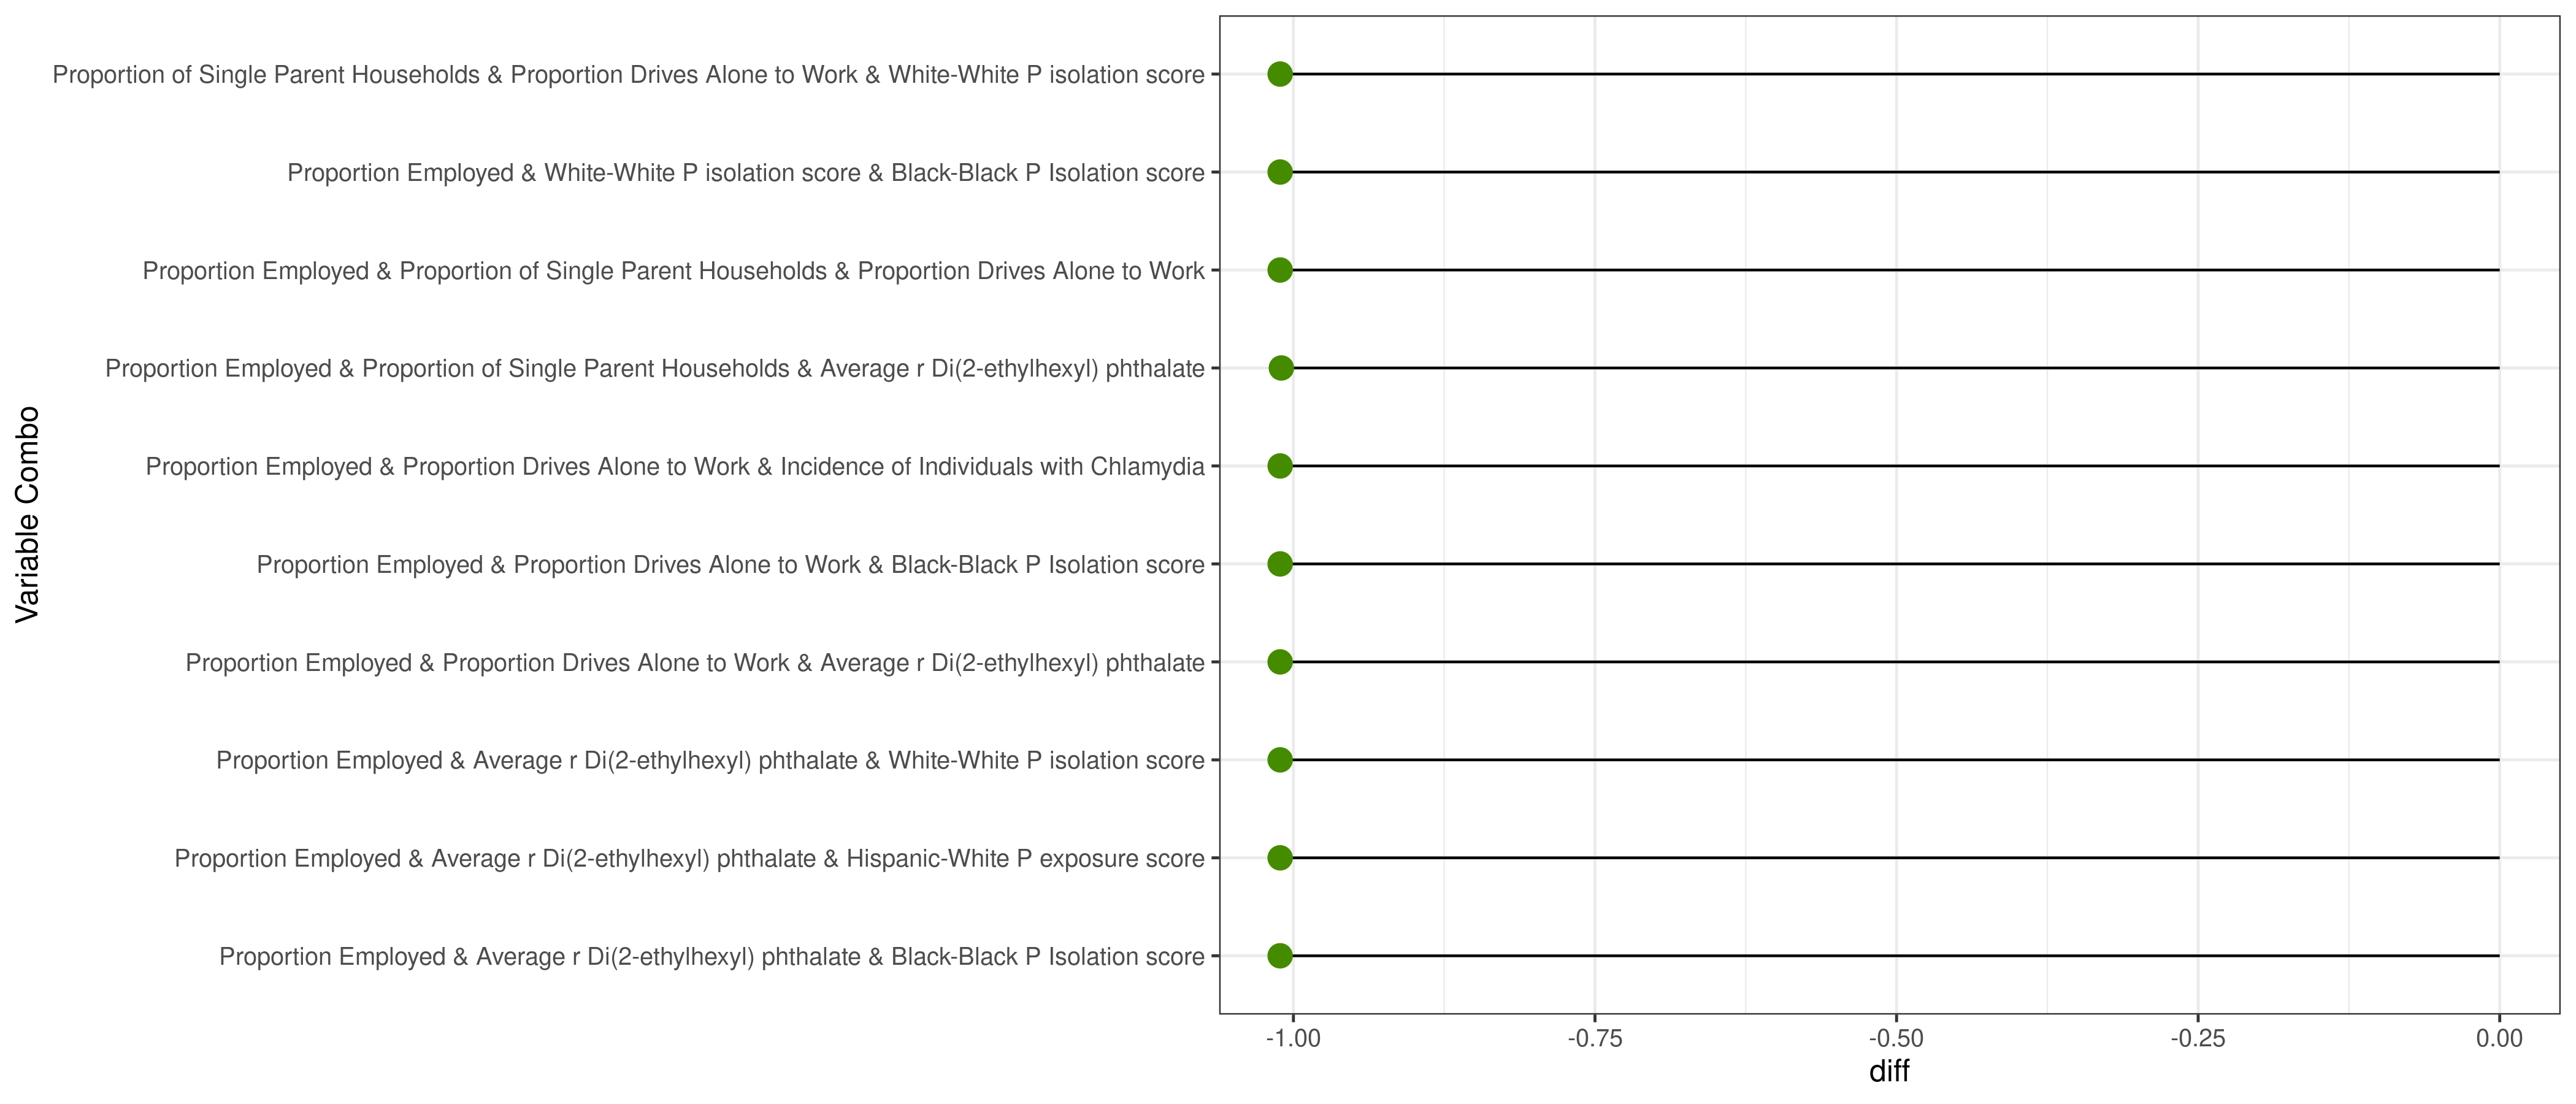 Proportion of Single Parent Households & Proportion Drives Alone to Work & White-White P isolation score
Proportion Employed & White-White P isolation score & Black-Black P Isolation score
Proportion Employed & Proportion of Single Parent Households & Proportion Drives Alone to Work
Proportion Employed & Proportion of Single Parent Households & Average r Di(2-ethylhexyl) phthalate
Proportion Employed & Proportion Drives Alone to Work & Incidence of Individuals with Chlamydia
Proportion Employed & Proportion Drives Alone to Work & Black-Black P Isolation score
Proportion Employed & Proportion Drives Alone to Work & Average r Di(2-ethylhexyl) phthalate
Proportion Employed & Average r Di(2-ethylhexyl) phthalate & White-White P isolation score
Proportion Employed & Average r Di(2-ethylhexyl) phthalate & Hispanic-White P exposure score
Proportion Employed & Average r Di(2-ethylhexyl) phthalate & Black-Black P Isolation score
Variable Combo
-1.00 -0.75 -0.50 -0.25 0.00
diff